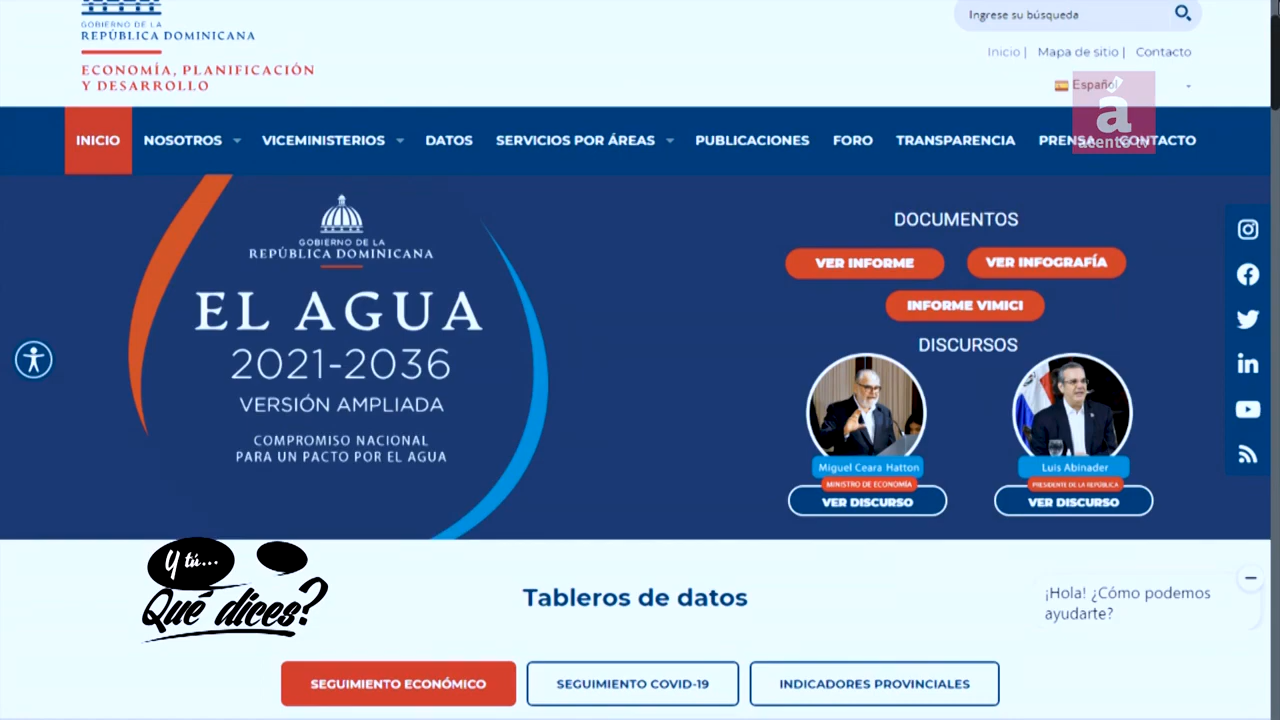 GOBIERNO DE LA
REPÚBLICA DOMINICANA
ECONOMÍA, PLANIFICACIÓN
Y DESARROLLO
Ingrese su búsqueda
Inicio | Mapa de sitio | Contacto
Español
á
acento tv
INICIO NOSOTROS VICEMINISTERIOS DATOS SERVICIOS POR ÁREAS PUBLICACIONES FORO TRANSPARENCIA PRENSA CONTACTO
GOBIERNO DE LA
REPÚBLICA DOMINICANA
EL AGUA
2021-2036
VERSIÓN AMPLIADA
COMPROMISO NACIONAL
PARA UN PACTO POR EL AGUA
DOCUMENTOS
VER INFORME VER INFOGRAFÍA
INFORME VIMICI
DISCURSOS
Miguel Ceara Hatton
MINISTRO DE ECONOMÍA
VER DISCURSO
Luis Abinader
PRESIDENTE DE LA REPÚBLICA
VER DISCURSO
in
Y tú...
Qué dices?
Tableros de datos
¡Hola! ¿Cómo podemos
ayudarte?
SEGUIMIENTO ECONÓMICO SEGUIMIENTO COVID-19 INDICADORES PROVINCIALES